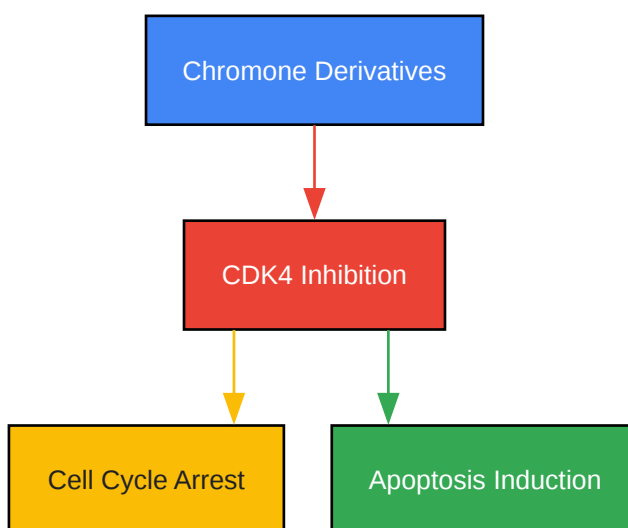 Chromone Derivatives
CDK4 Inhibition
Cell Cycle Arrest
Apoptosis Induction